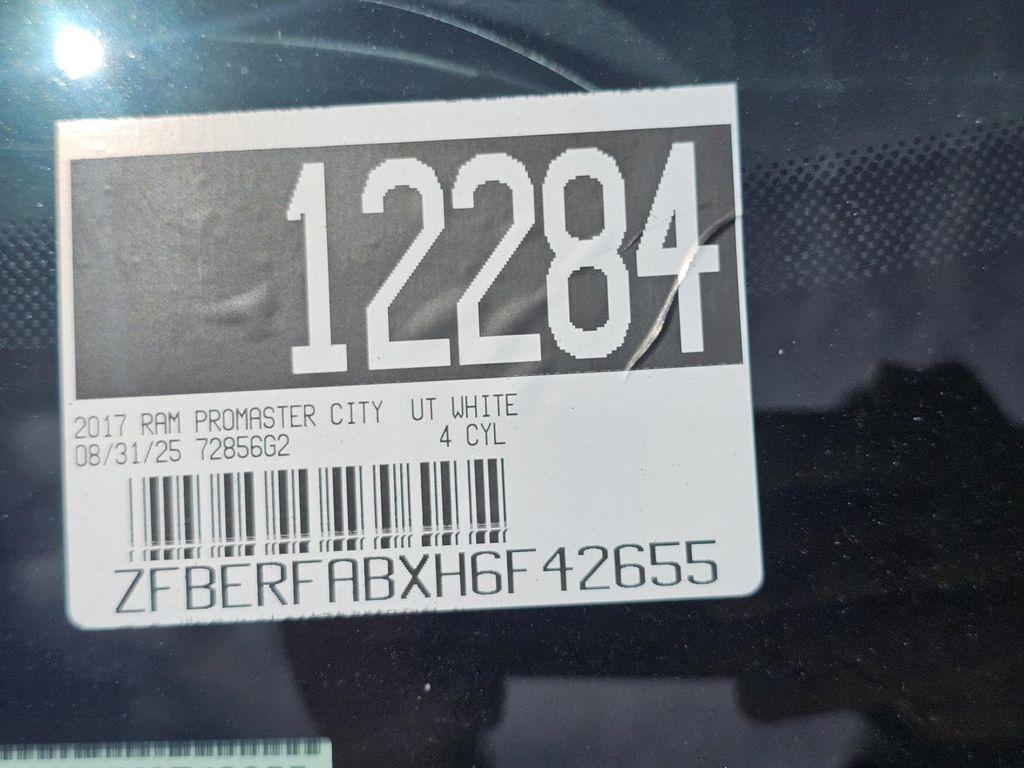 12284
2017 RAM PROMASTER CITY UT WHITE
08/31/25 72856G2 4 CYL
ZFBERFABXH6F42655